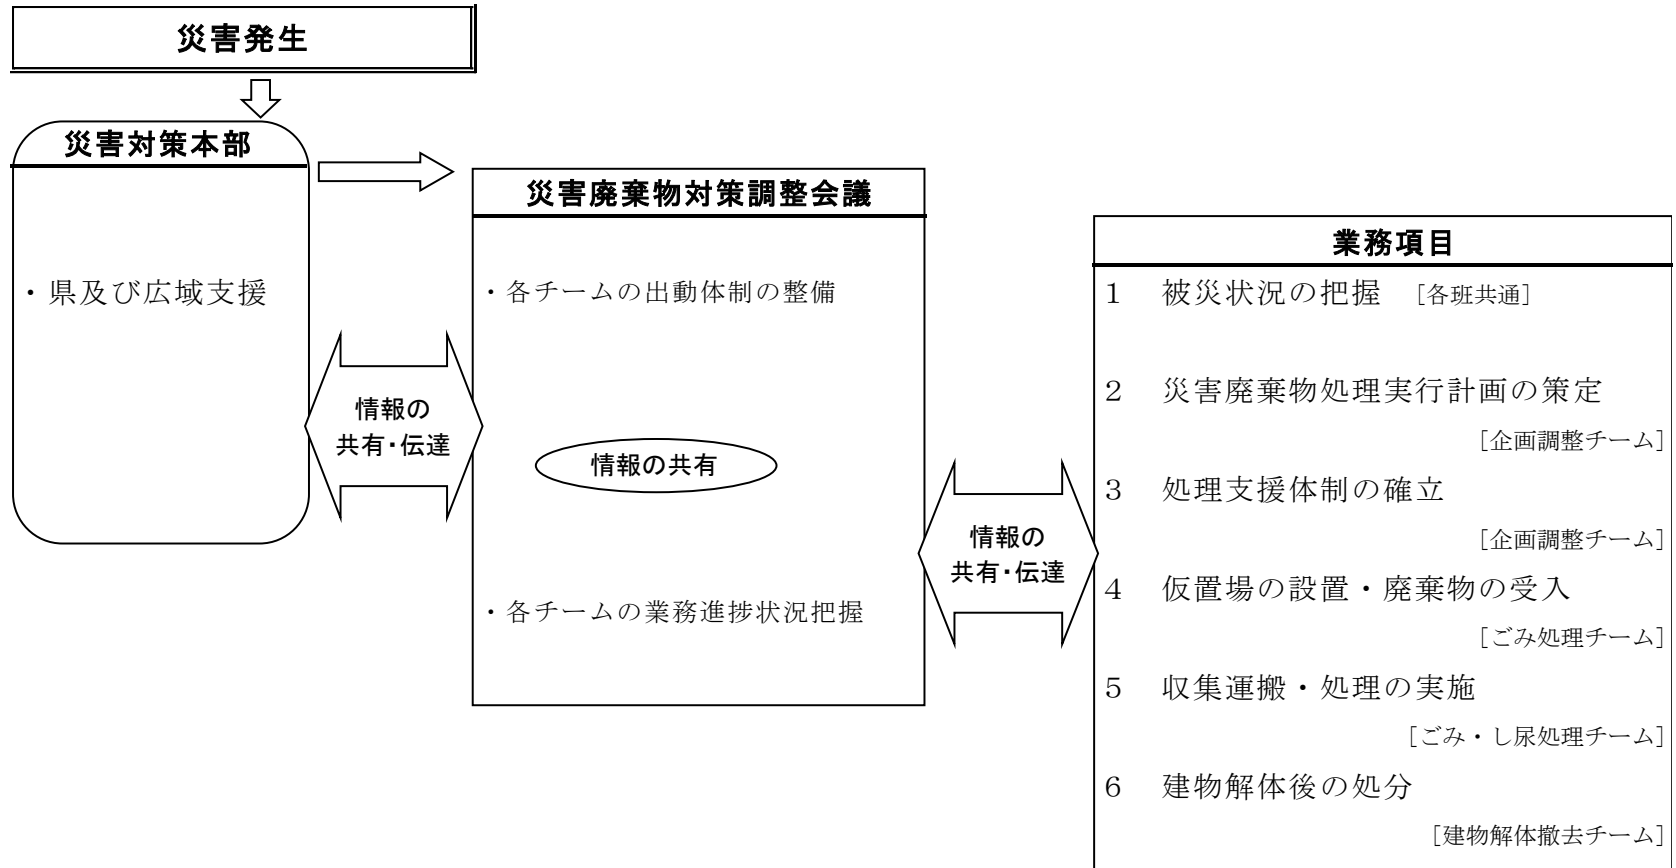 災害発生
災害対策本部
・県及び広域支援
情報の
共有・伝達
災害廃棄物対策調整会議
・各チームの出動体制の整備
情報の共有
・各チームの業務進捗状況把握
情報の
共有・伝達
業務項目
１　被災状況の把握　［各班共通］
２　災害廃棄物処理実行計画の策定
［企画調整チーム］
３　処理支援体制の確立
［企画調整チーム］
４　仮置場の設置・廃棄物の受入
［ごみ処理チーム］
５　収集運搬・処理の実施
［ごみ・し尿処理チーム］
６　建物解体後の処分
［建物解体撤去チーム］